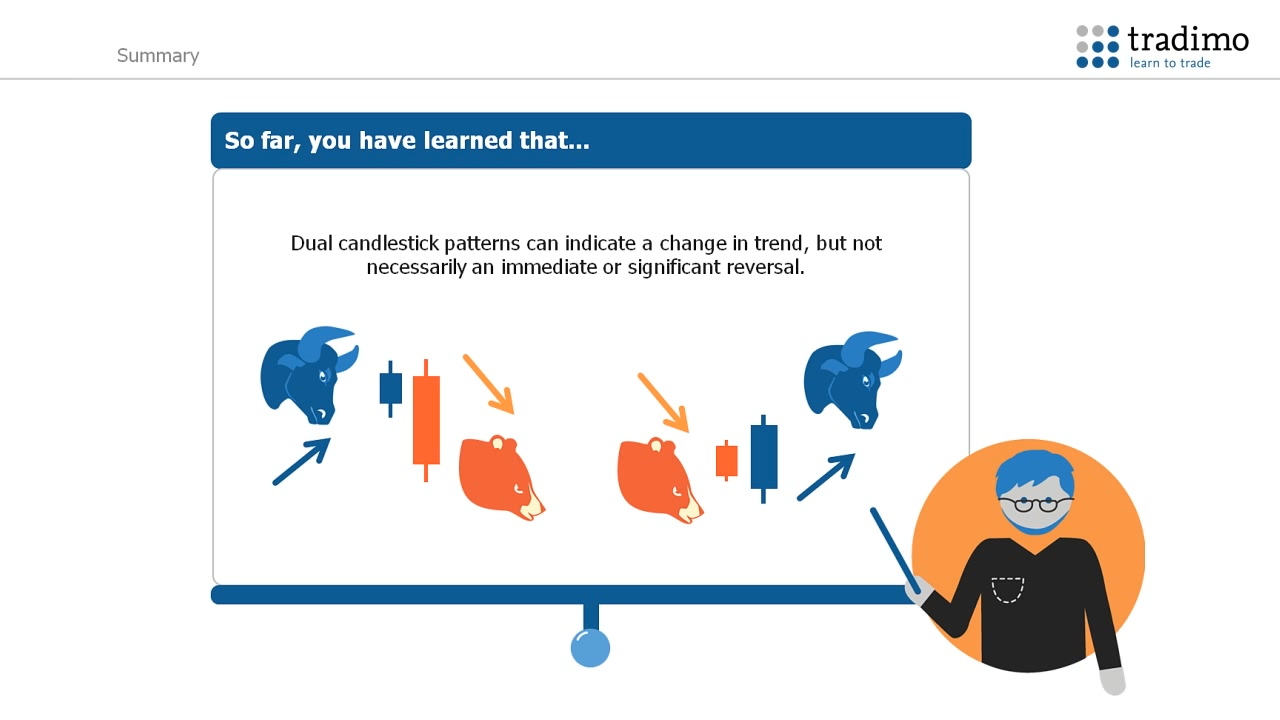 Summary
tradimo
learn to trade
So far, you have learned that...
Dual candlestick patterns can indicate a change in trend, but not
necessarily an immediate or significant reversal.